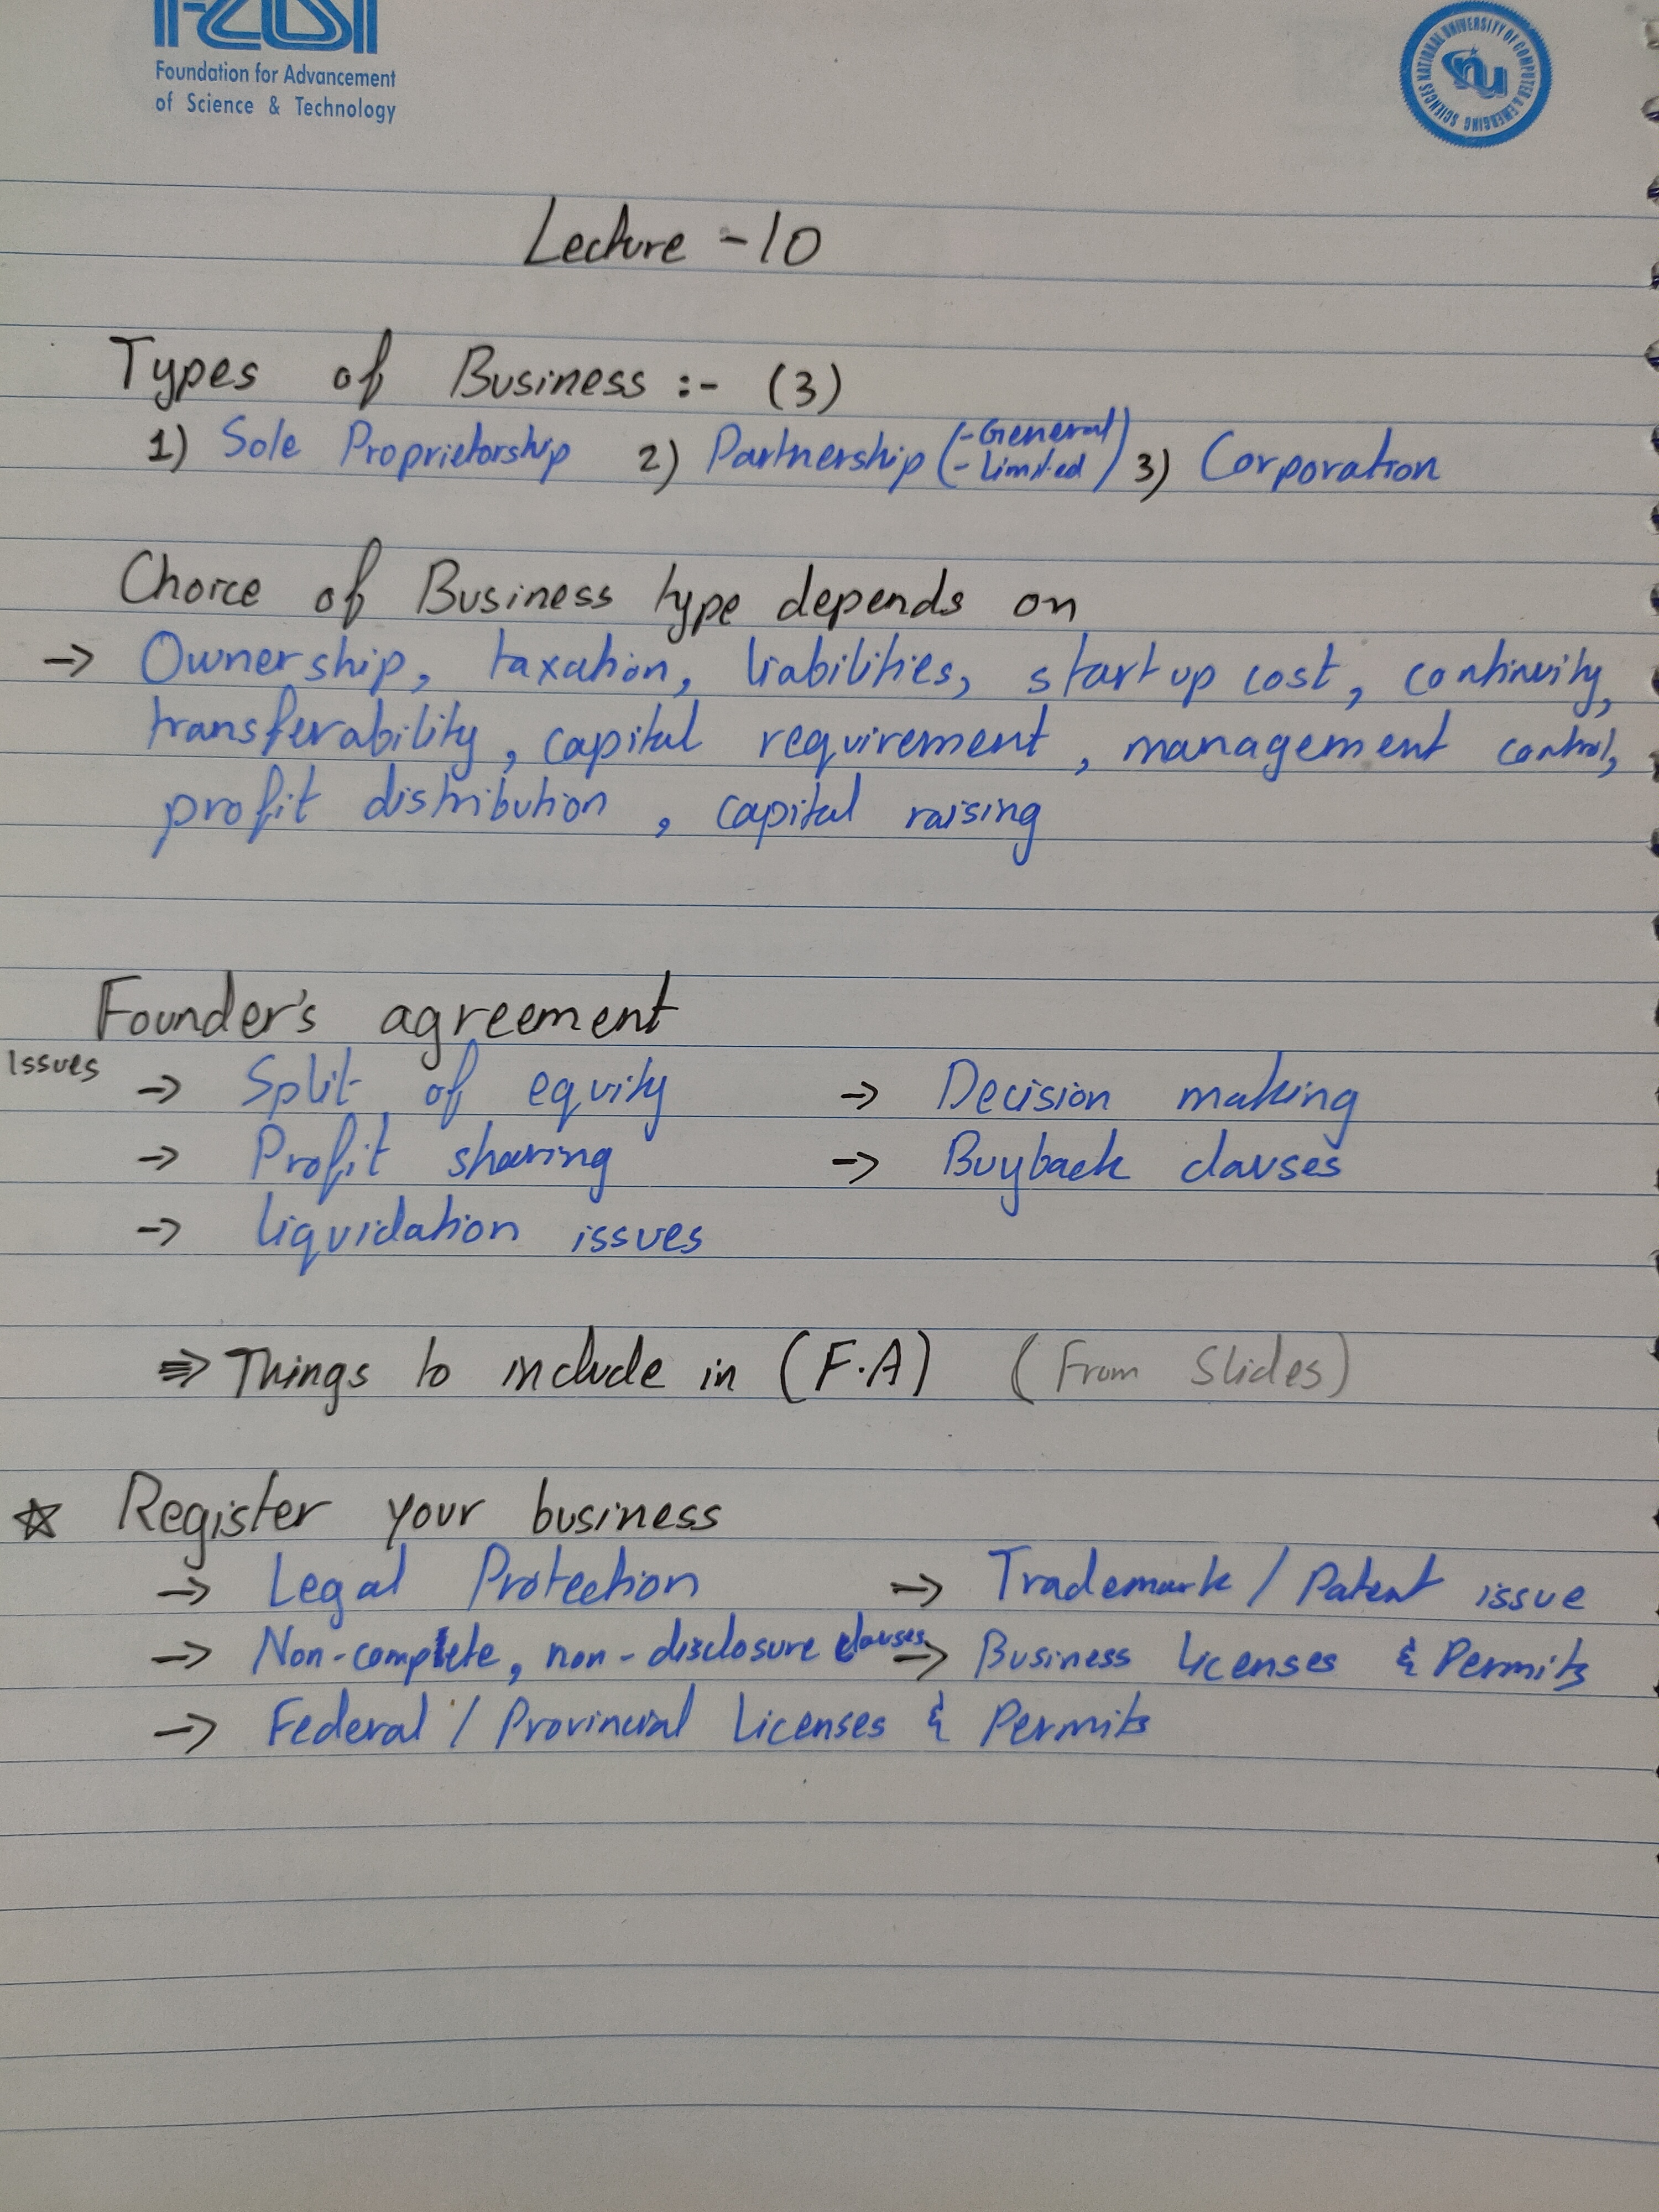 Foundation for Advancement
of Science & Technology
NATIONAL UNIVERSITY OF COMPUTER & EMERGING SCIENCES
nu
Lecture - 10
Types of Business :- (3)
1) Sole Proprietorship 2) Partnership (- General - Limited) 3) Corporation
Choice of Business type depends on
→ Ownership, taxation, liabilities, start up cost, continuity,
transferability, capital requirement, management control,
profit distribution, capital raising
Founder's agreement
Issues → Split of equity → Decision making
→ Profit sharing → Buyback clauses
→ Liquidation issues
⇒ Things to include in (F.A) (From Slides)
☆ Register your business
→ Legal Protection → Trademark / Patent issue
→ Non-complete, non-disclosure clauses → Business Licenses & Permits
→ Federal / Provincial Licenses & Permits